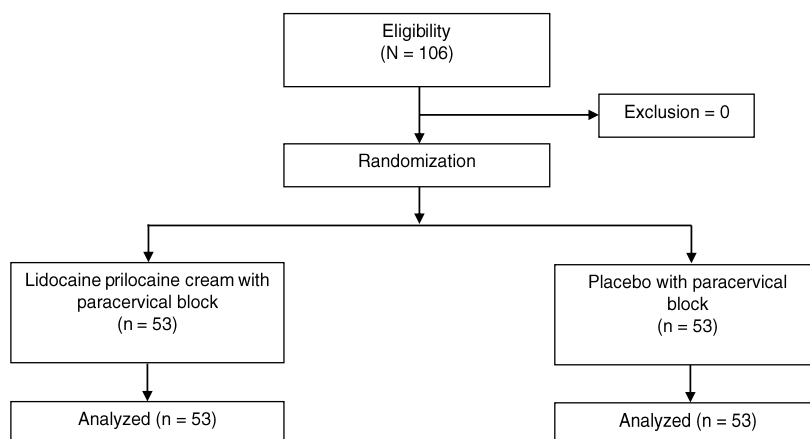 Eligibility
(N = 106)
Exclusion = 0
Randomization
Lidocaine prilocaine cream with
paracervical block
(n = 53)
Placebo with paracervical
block
(n = 53)
Analyzed (n = 53)
Analyzed (n = 53)